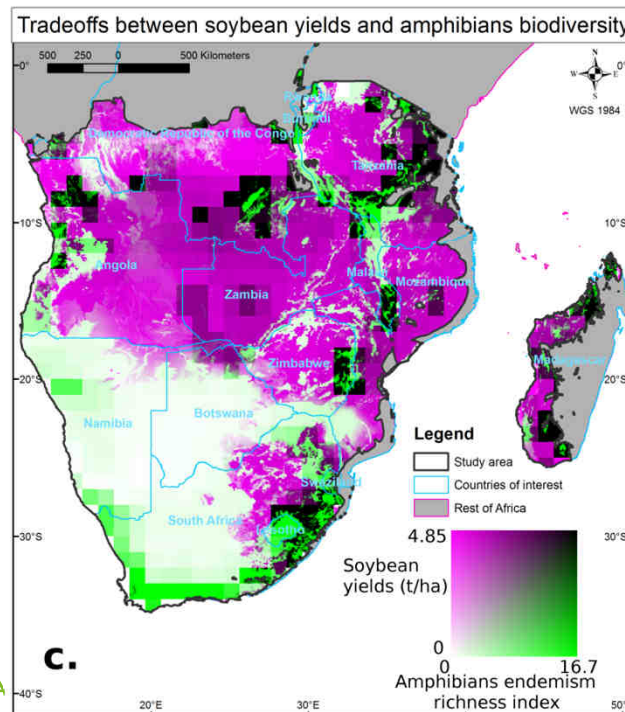 Tradeoffs between soybean yields and amphibians biodiversity
500 250 0 500 Kilometers
N
W E
S
WGS 1984
0° 0°
Rwanda
Burundi
Democratic Republic of the Congo
Tanzania
10°S 10°S
Angola
Malawi
Mozambique
Zambia
Zimbabwe
Madagascar
20°S 20°S
Namibia
Botswana
Legend
Study area
Countries of interest
Rest of Africa
Swaziland
South Africa
Lesotho
30°S 30°S
4.85
Soybean
yields (t/ha)
0
0 16.7
Amphibians endemism
richness index
c.
40°S
20°E 30°E 50°